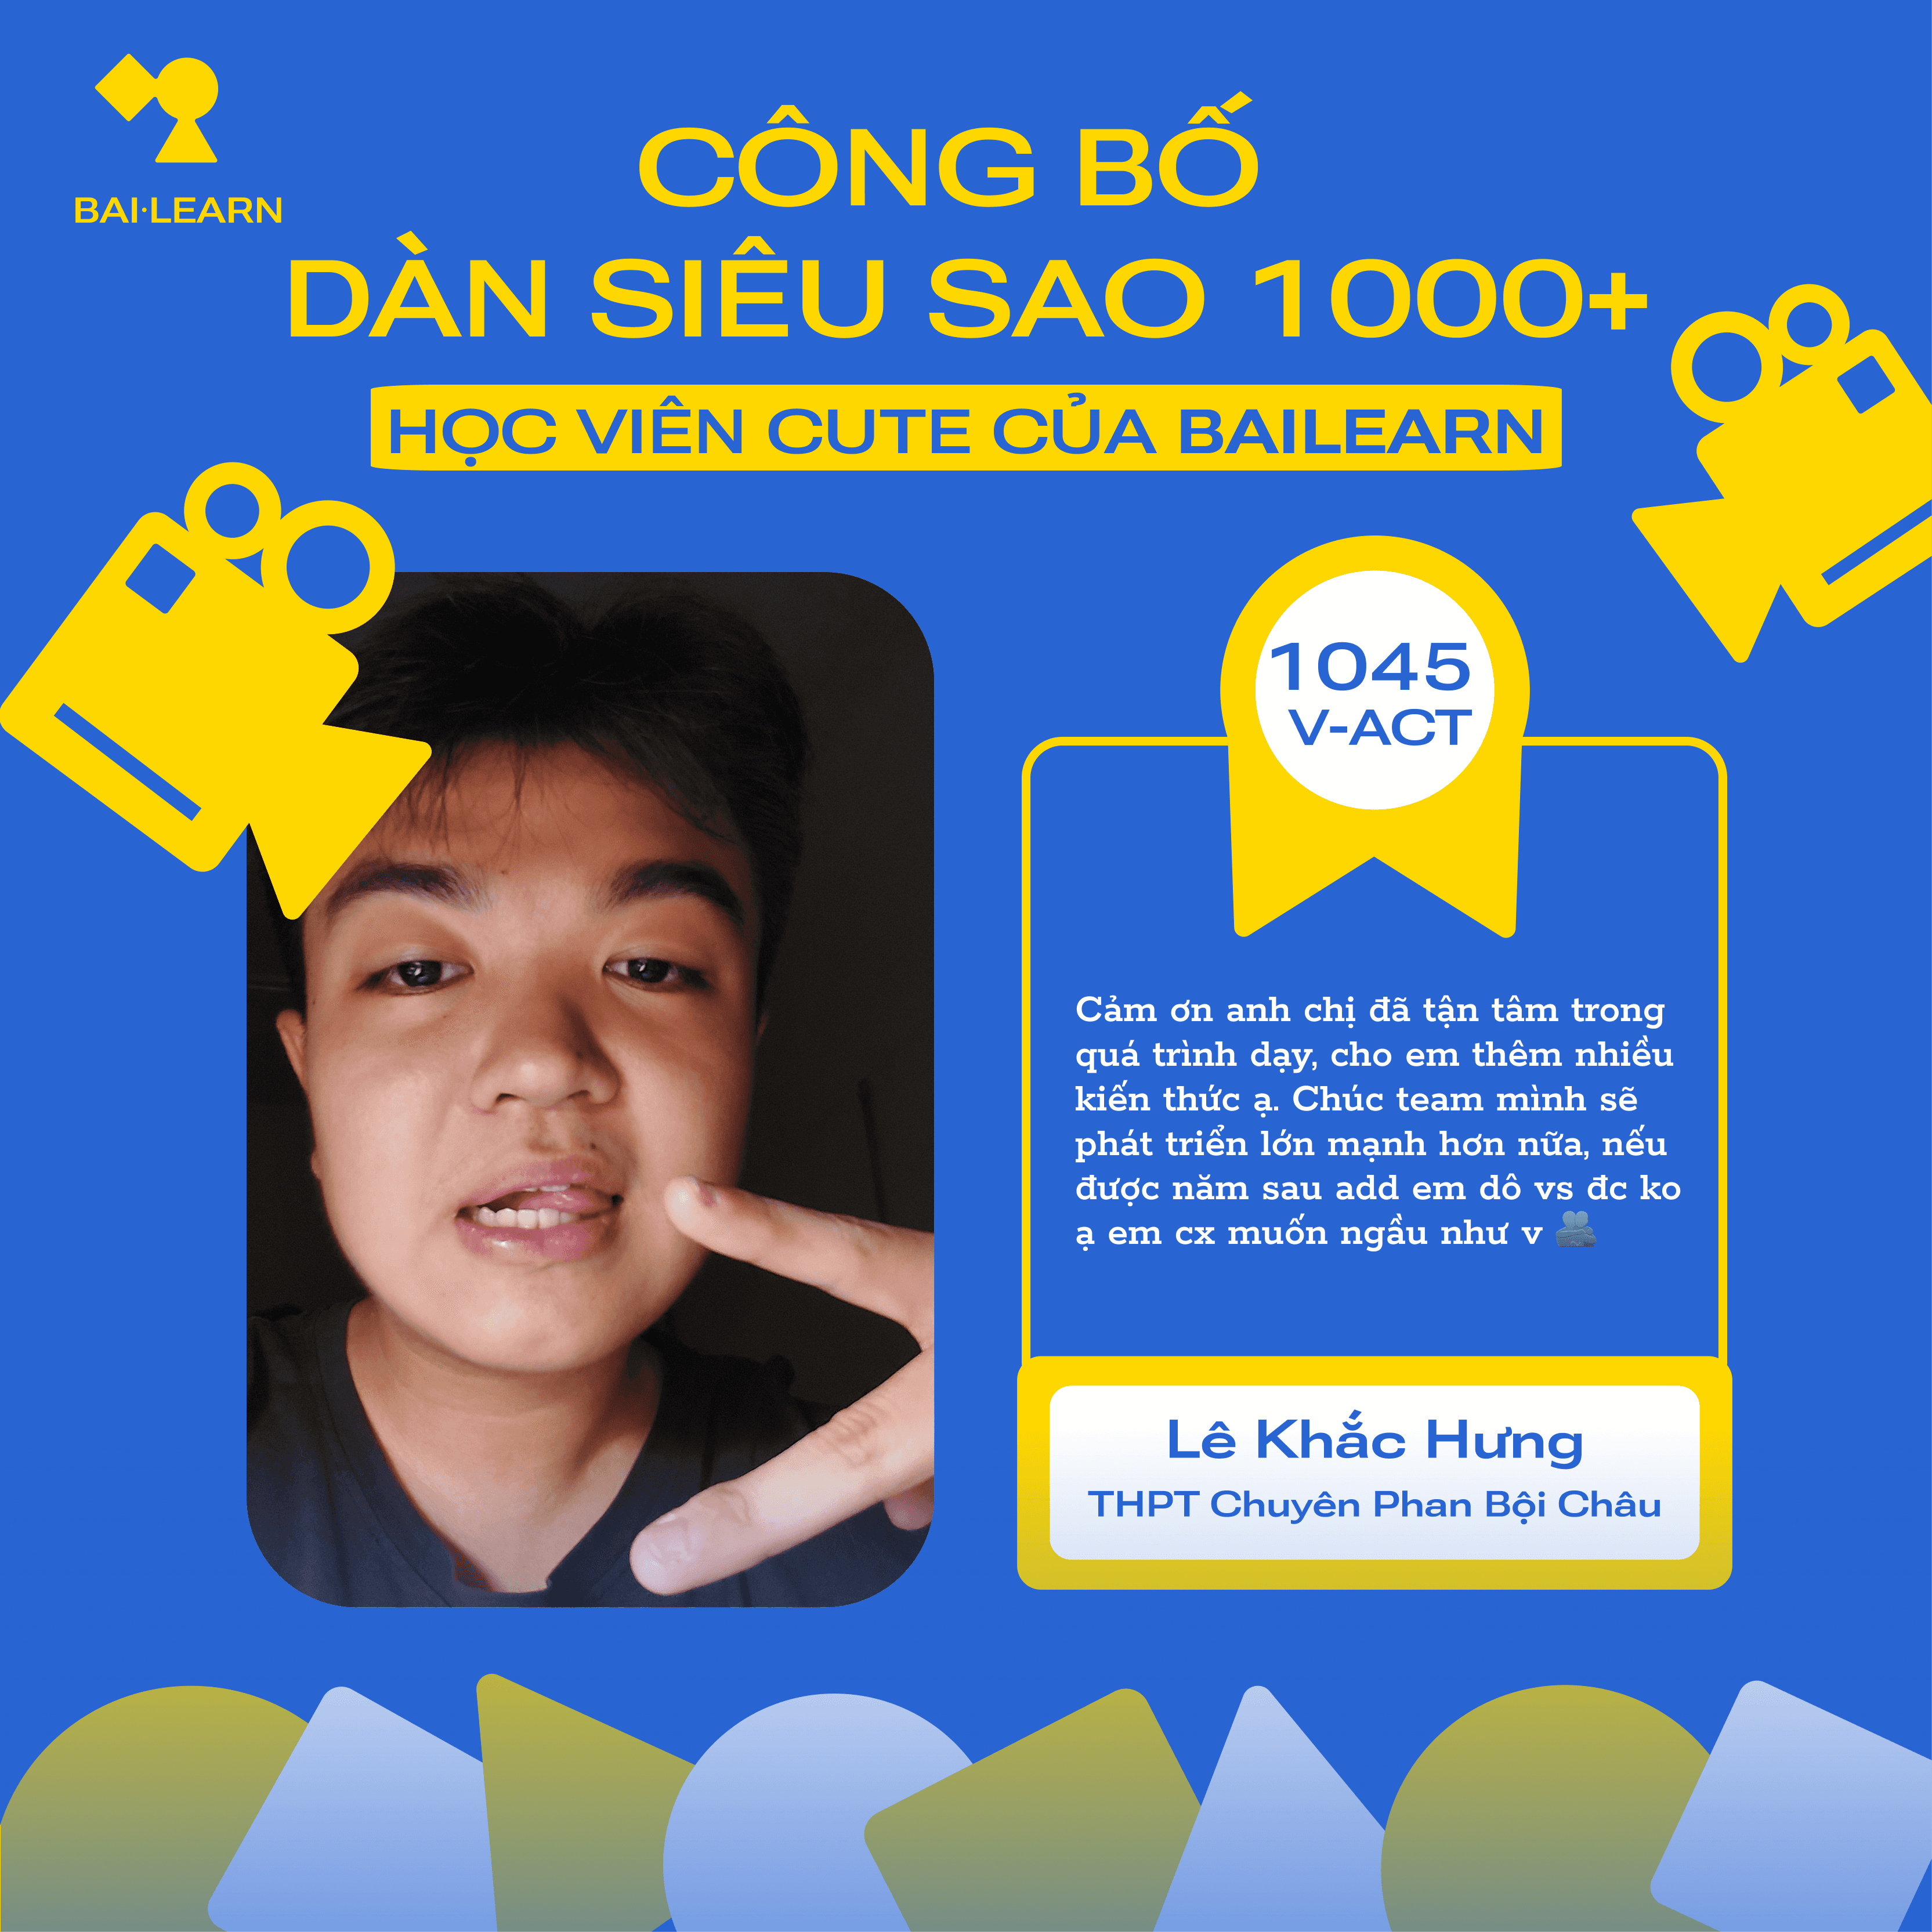 BAI·LEARN
CÔNG BỐ
DÀN SIÊU SAO 1000+
HỌC VIÊN CUTE CỦA BAILEARN
1045
V-ACT
Cảm ơn anh chị đã tận tâm trong
quá trình dạy, cho em thêm nhiều
kiến thức ạ. Chúc team mình sẽ
phát triển lớn mạnh hơn nữa, nếu
được năm sau add em dô vs đc ko
ạ em cx muốn ngầu như v 🫂
Lê Khắc Hưng
THPT Chuyên Phan Bội Châu